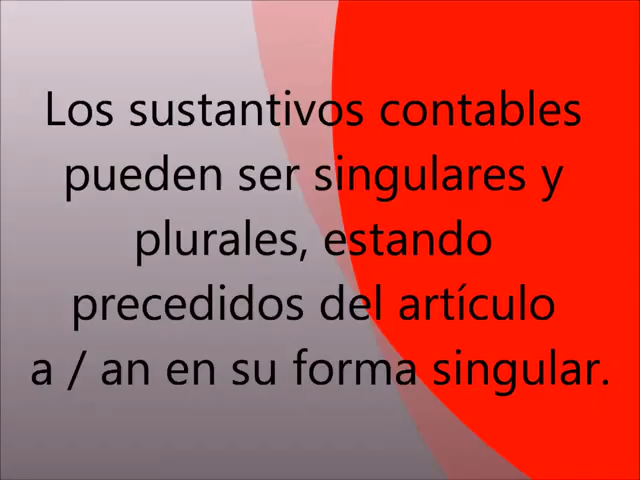 Los sustantivos contables
pueden ser singulares y
plurales, estando
precedidos del artículo
a / an en su forma singular.